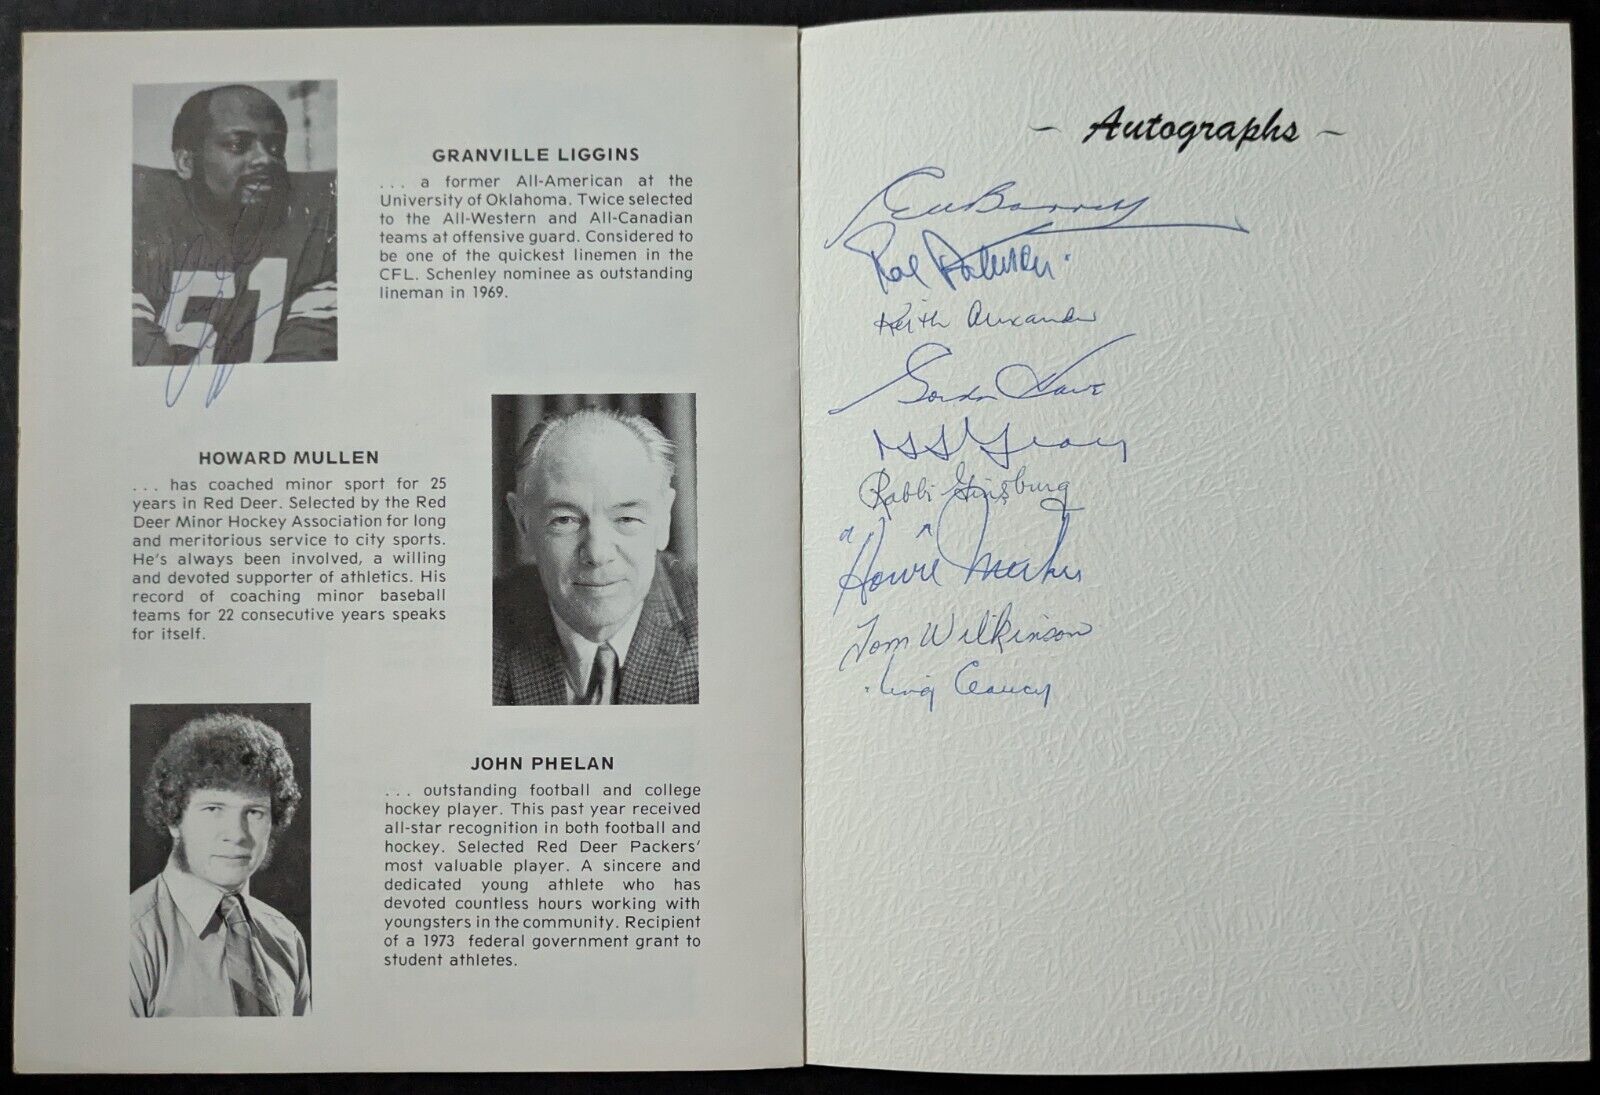 GRANVILLE LIGGINS
... a former All-American at the
University of Oklahoma. Twice selected
to the All-Western and All-Canadian
teams at offensive guard. Considered to
be one of the quickest linemen in the
CFL. Schenley nominee as outstanding
lineman in 1969.
51
HOWARD MULLEN
... has coached minor sport for 25
years in Red Deer. Selected by the Red
Deer Minor Hockey Association for long
and meritorious service to city sports.
He's always been involved, a willing
and devoted supporter of athletics. His
record of coaching minor baseball
teams for 22 consecutive years speaks
for itself.
JOHN PHELAN
... outstanding football and college
hockey player. This past year received
all-star recognition in both football and
hockey. Selected Red Deer Packers'
most valuable player. A sincere and
dedicated young athlete who has
devoted countless hours working with
youngsters in the community. Recipient
of a 1973 federal government grant to
student athletes.
~ Autographs ~
Keith Alexander
Gordon Howe
Rabbi Ginsburg
Howie Meeker
Tom Wilkinson